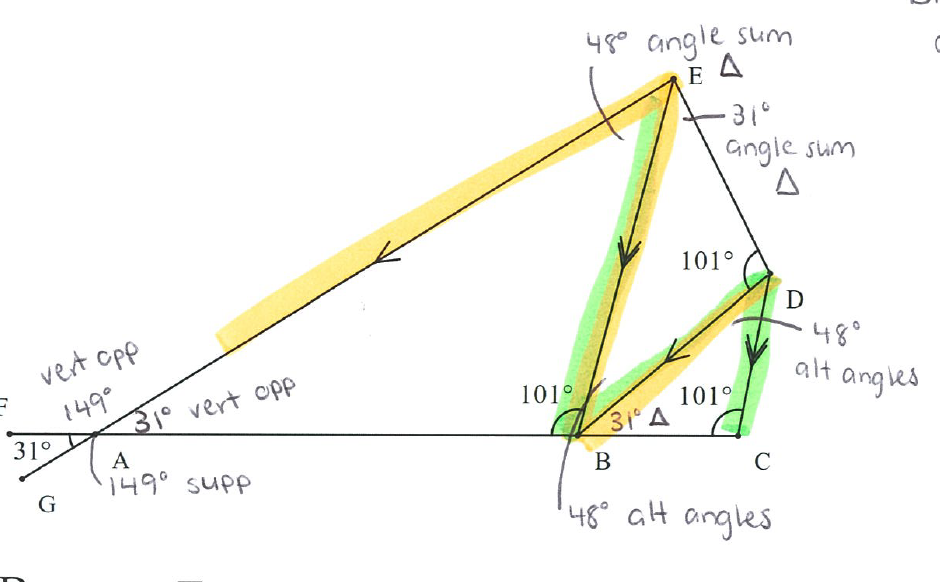 48° angle sum
Δ
E
31°
angle sum
Δ
101°
D
48°
alt angles
vert opp
149°
31° vert opp
101°
31° Δ
101°
F
31°
A
B
C
149° supp
G
48° alt angles